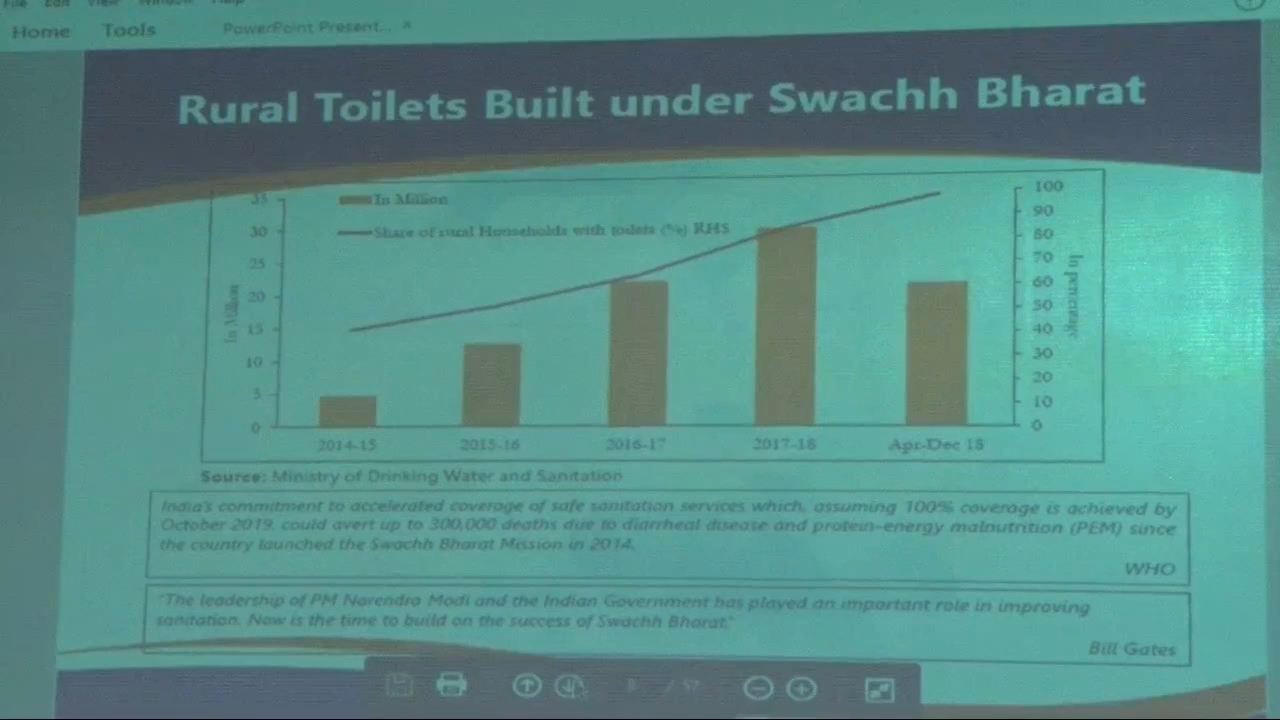 File Edit View Window Help
Home Tools PowerPoint Present... ×
Rural Toilets Built under Swachh Bharat
In Million
Share of rural Households with toilets (%) RHS
35
30
25
20
15
10
5
0
In Million
100
90
80
70
60
50
40
30
20
10
0
In percentage
2014-15 2015-16 2016-17 2017-18 Apr-Dec 18
Source: Ministry of Drinking Water and Sanitation
India's commitment to accelerated coverage of safe sanitation services which, assuming 100% coverage is achieved by
October 2019, could avert up to 300,000 deaths due to diarrheal disease and protein-energy malnutrition (PEM) since
the country launched the Swachh Bharat Mission in 2014.
WHO
"The leadership of PM Narendra Modi and the Indian Government has played an important role in improving
sanitation. Now is the time to build on the success of Swachh Bharat."
Bill Gates
8 / 57